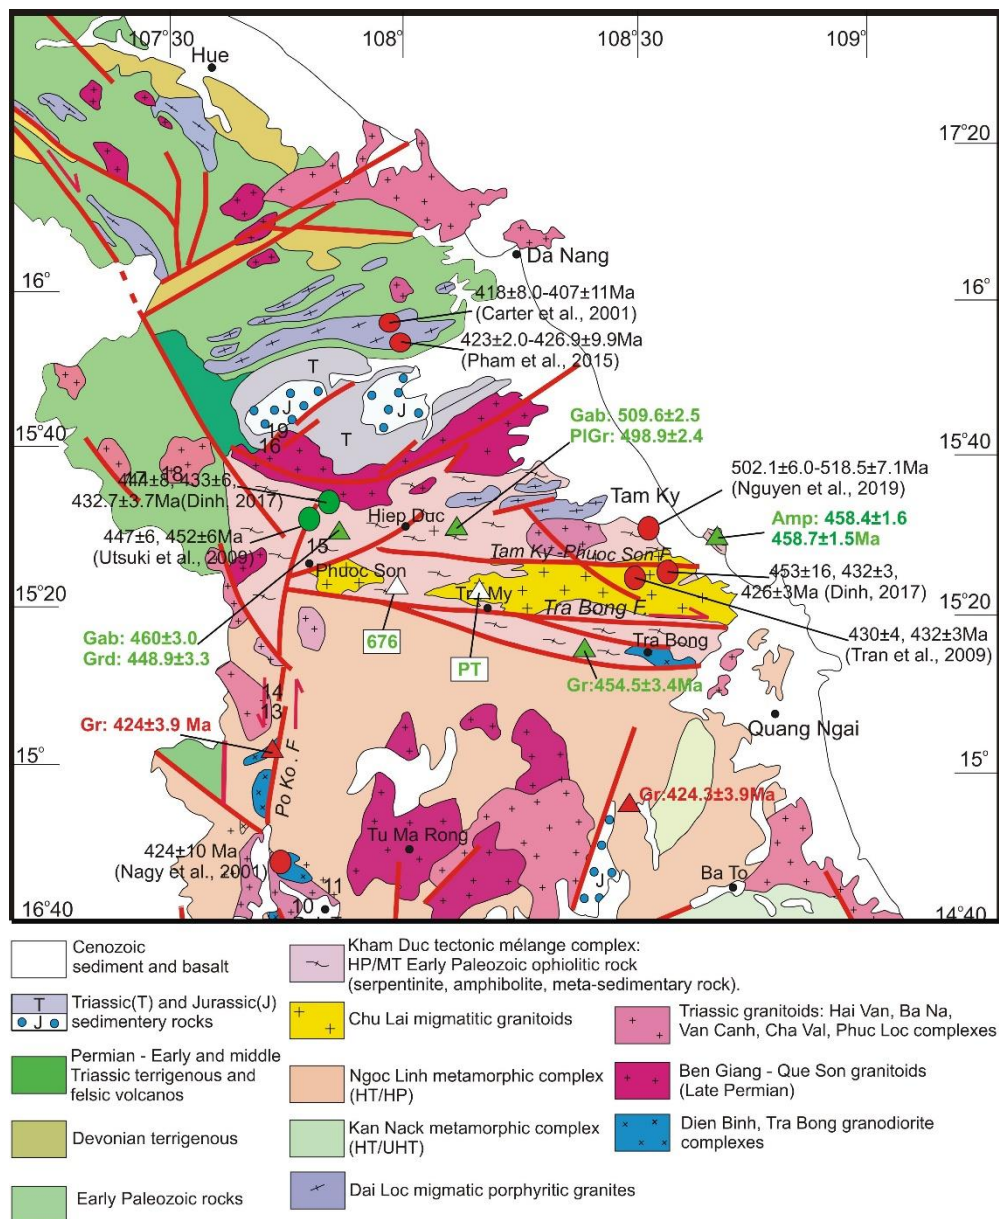 107°30
108°
108°30
109°
Hue
17°20
Da Nang
16°
16°
418±8.0-407±11Ma
(Carter et al., 2001)
423±2.0-426.9±9.9Ma
(Pham et al., 2015)
T
J
J
T
19
16
15°40
15°40
Gab: 509.6±2.5
PlGr: 498.9±2.4
502.1±6.0-518.5±7.1Ma
(Nguyen et al., 2019)
17
18
444±8, 433±6,
432.7±3.7Ma(Dinh, 2017)
Tam Ky
Hiep Duc
Amp: 458.4±1.6
458.7±1.5Ma
447±6, 452±6Ma
(Utsuki et al., 2009)
15
Phuoc Son
Tam Ky-Phuoc Son F.
453±16, 432±3,
426±3Ma (Dinh, 2017)
15°20
15°20
Tra My
Tra Bong F.
Gab: 460±3.0
Grd: 448.9±3.3
676
PT
Tra Bong
430±4, 432±3Ma
(Tran et al., 2009)
Gr:454.5±3.4Ma
14
13
Gr: 424±3.9 Ma
Quang Ngai
15°
15°
Po Ko . F
Gr:424.3±3.9Ma
Tu Ma Rong
424±10 Ma
(Nagy et al., 2001)
J
Ba To
11
10
16°40
14°40
Cenozoic
sediment and basalt
T
J
Triassic(T) and Jurassic(J)
sedimentery rocks
Permian - Early and middle
Triassic terrigenous and
felsic volcanos
Devonian terrigenous
Early Paleozoic rocks
Kham Duc tectonic mélange complex:
HP/MT Early Paleozoic ophiolitic rock
(serpentinite, amphibolite, meta-sedimentary rock).
Chu Lai migmatitic granitoids
Ngoc Linh metamorphic complex
(HT/HP)
Kan Nack metamorphic complex
(HT/UHT)
Dai Loc migmatic porphyritic granites
Triassic granitoids: Hai Van, Ba Na,
Van Canh, Cha Val, Phuc Loc complexes
Ben Giang - Que Son granitoids
(Late Permian)
Dien Binh, Tra Bong granodiorite
complexes